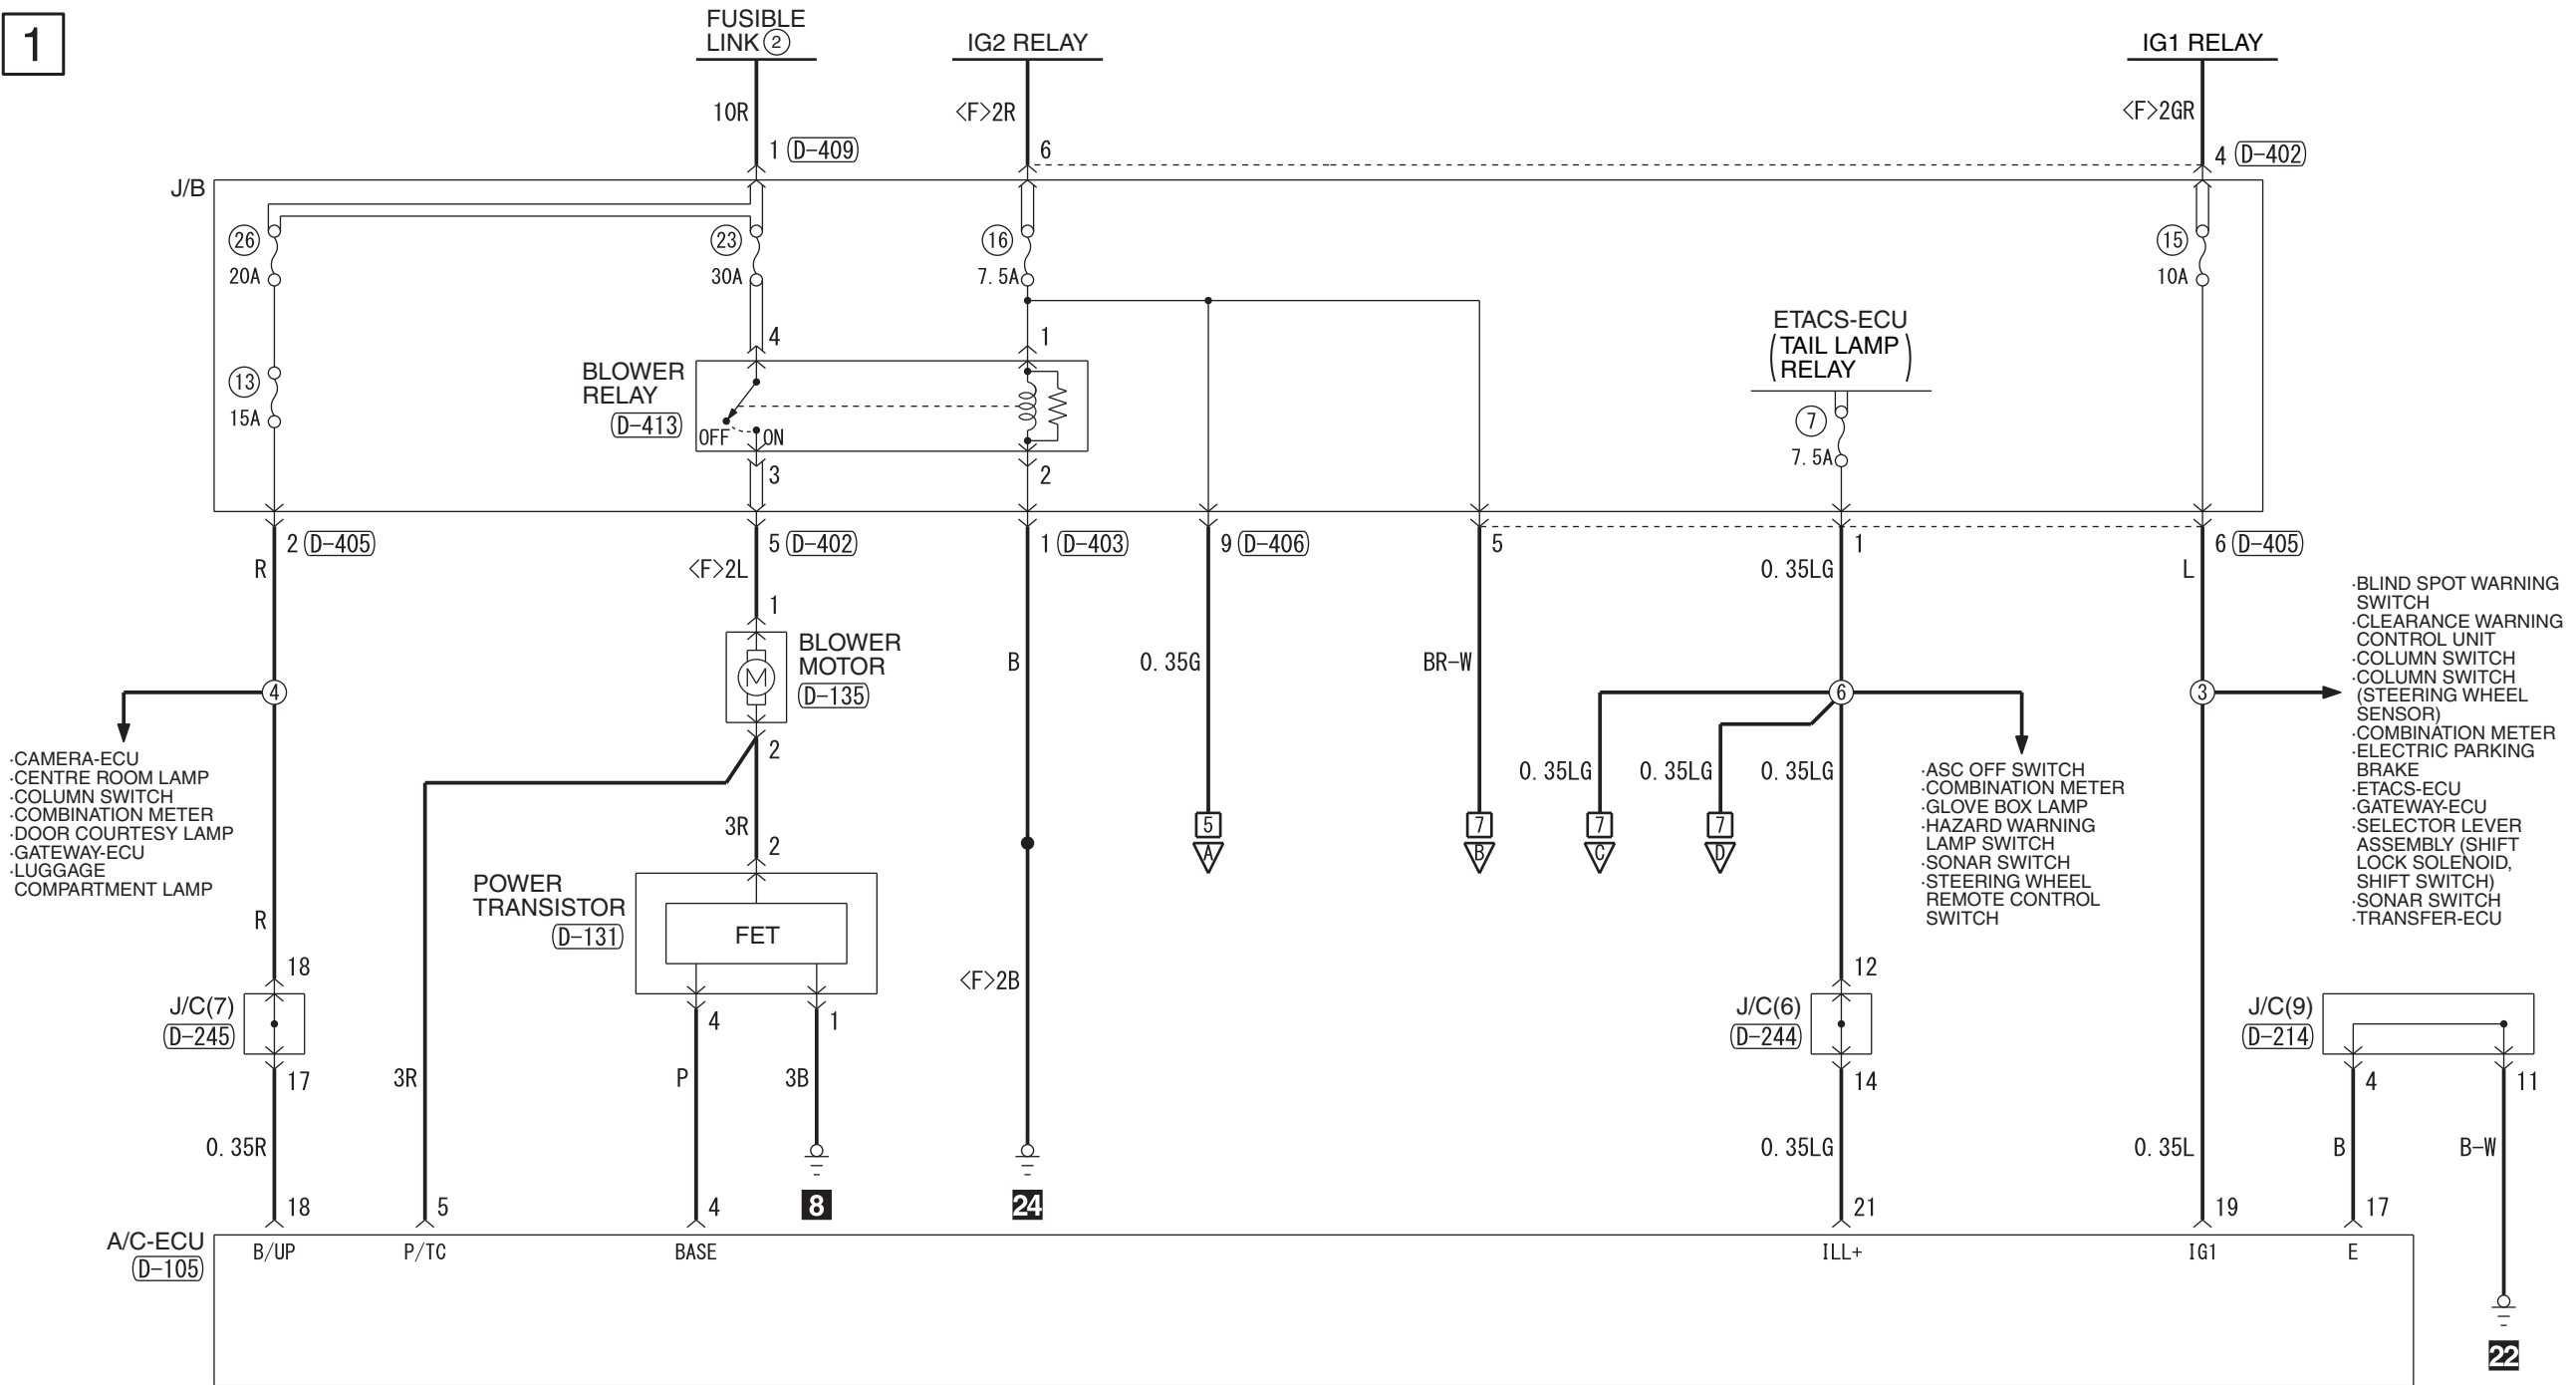 1
FUSIBLE
LINK 2
IG2 RELAY
IG1 RELAY
10R
<F>2R
<F>2GR
1 D-409
6
4 D-402
J/B
26
20A
23
30A
16
7.5A
15
10A
4
1
ETACS-ECU
(TAIL LAMP
RELAY)
13
15A
BLOWER
RELAY
D-413
OFF
ON
7
7.5A
3
2
2 D-405
5 D-402
1 D-403
9 D-406
5
1
6 D-405
R
<F>2L
0.35LG
L
1
BLOWER
MOTOR
D-135
M
B
0.35G
BR-W
4
6
3
·BLIND SPOT WARNING
SWITCH
·CLEARANCE WARNING
CONTROL UNIT
·COLUMN SWITCH
·COLUMN SWITCH
(STEERING WHEEL
SENSOR)
·COMBINATION METER
·ELECTRIC PARKING
BRAKE
·ETACS-ECU
·GATEWAY-ECU
·SELECTOR LEVER
ASSEMBLY (SHIFT
LOCK SOLENOID,
SHIFT SWITCH)
·SONAR SWITCH
·TRANSFER-ECU
2
·CAMERA-ECU
·CENTRE ROOM LAMP
·COLUMN SWITCH
·COMBINATION METER
·DOOR COURTESY LAMP
·GATEWAY-ECU
·LUGGAGE
COMPARTMENT LAMP
0.35LG
0.35LG
0.35LG
·ASC OFF SWITCH
·COMBINATION METER
·GLOVE BOX LAMP
·HAZARD WARNING
LAMP SWITCH
·SONAR SWITCH
·STEERING WHEEL
REMOTE CONTROL
SWITCH
3R
2
5
A
7
B
7
C
7
D
POWER
TRANSISTOR
D-131
FET
R
18
<F>2B
12
J/C(7)
D-245
4
1
J/C(6)
D-244
J/C(9)
D-214
17
3R
P
3B
14
4
11
0.35R
0.35LG
0.35L
B
B-W
18
5
4
8
24
21
19
17
A/C-ECU
D-105
B/UP
P/TC
BASE
ILL+
IG1
E
22